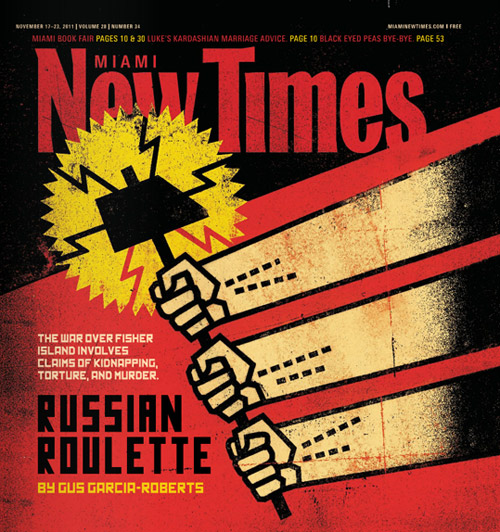 NOVEMBER 17-23, 2011 | VOLUME 26 | NUMBER 34 MIAMINEWTIMES.COM FREE
MIAMI BOOK FAIR PAGES 10 & 30 LUKE'S KARDASHIAN MARRIAGE ADVICE. PAGE 10 BLACK EYED PEAS BYE-BYE. PAGE 53
MIAMI
New Times
THE WAR OVER FISHER
ISLAND INVOLVES
CLAIMS OF KIDNAPPING,
TORTURE, AND MURDER.
RUSSIAN
ROULETTE
BY GUS GARCIA-ROBERTS